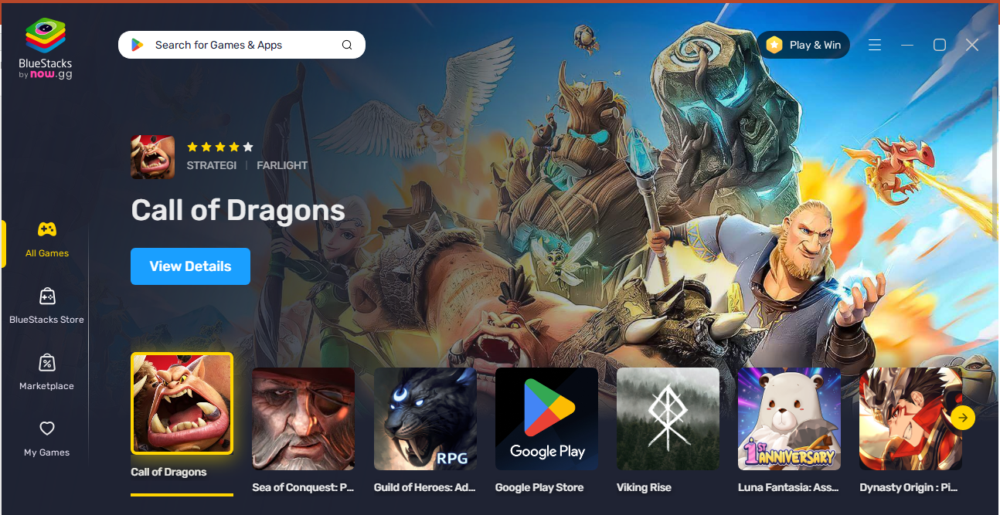 BlueStacks
by now.gg
Search for Games & Apps
Play & Win
STRATEGI | FARLIGHT
Call of Dragons
View Details
All Games
BlueStacks Store
Marketplace
My Games
RPG
Google Play
1ST
ANNIVERSARY
Call of Dragons
Sea of Conquest: P...
Guild of Heroes: Ad...
Google Play Store
Viking Rise
Luna Fantasia: Ass...
Dynasty Origin : Pi...